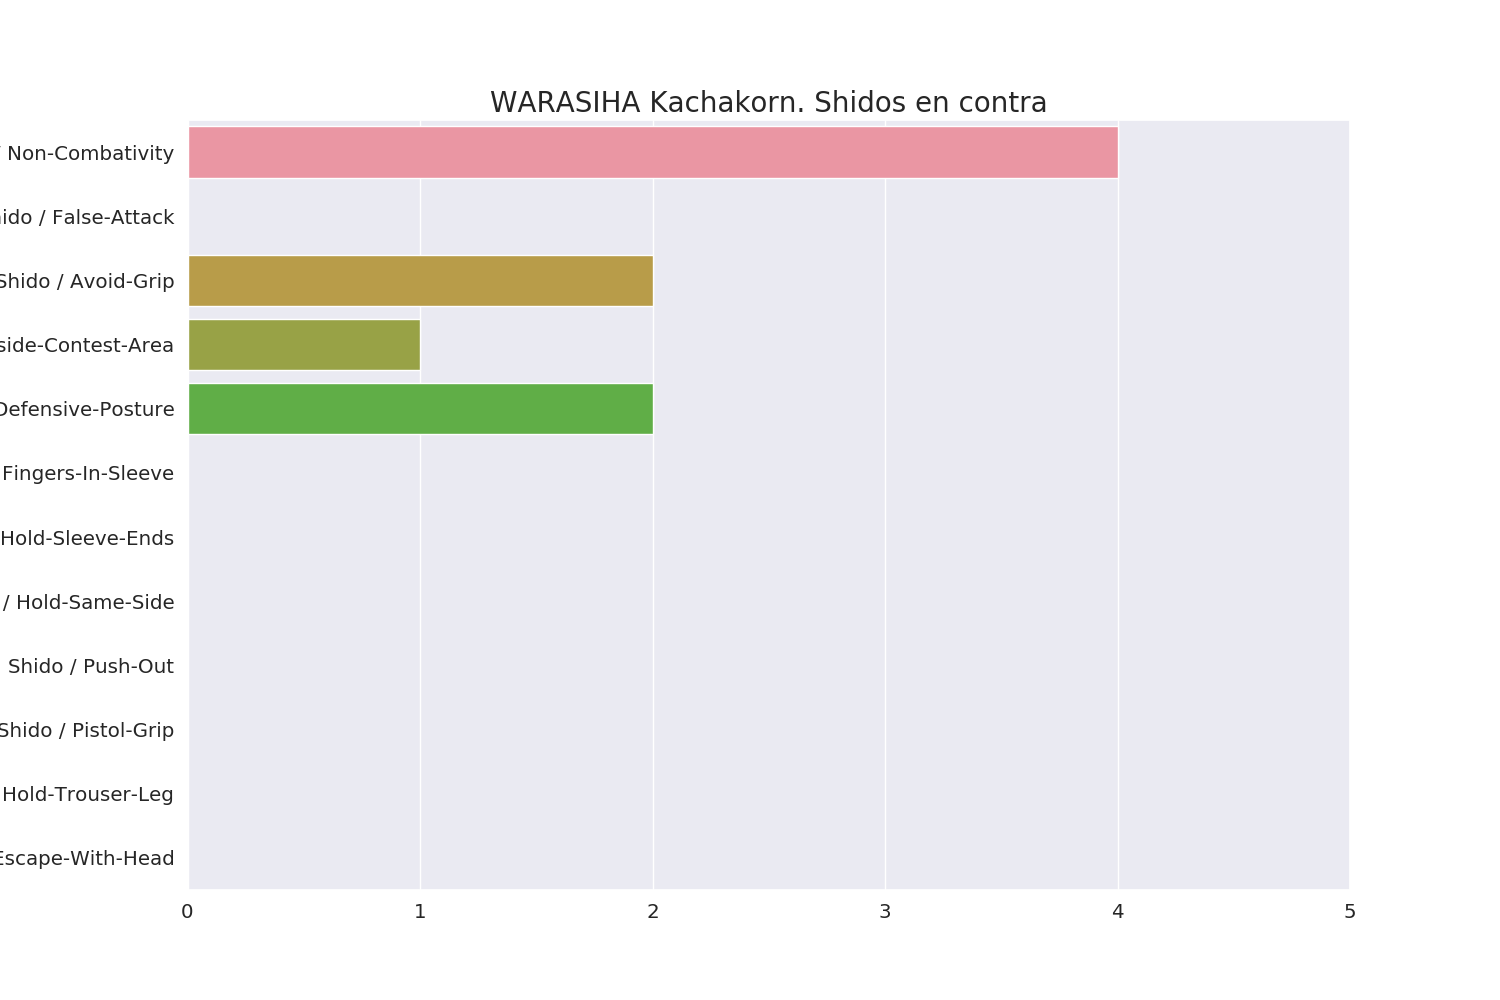 WARASIHA Kachakorn. Shidos en contra
/ Non-Combativity
/ False-Attack
Shido / Avoid-Grip
side-Contest-Area
Defensive-Posture
Fingers-In-Sleeve
Hold-Sleeve-Ends
/ Hold-Same-Side
Shido / Push-Out
Shido / Pistol-Grip
Hold-Trouser-Leg
Escape-With-Head
0 1 2 3 4 5